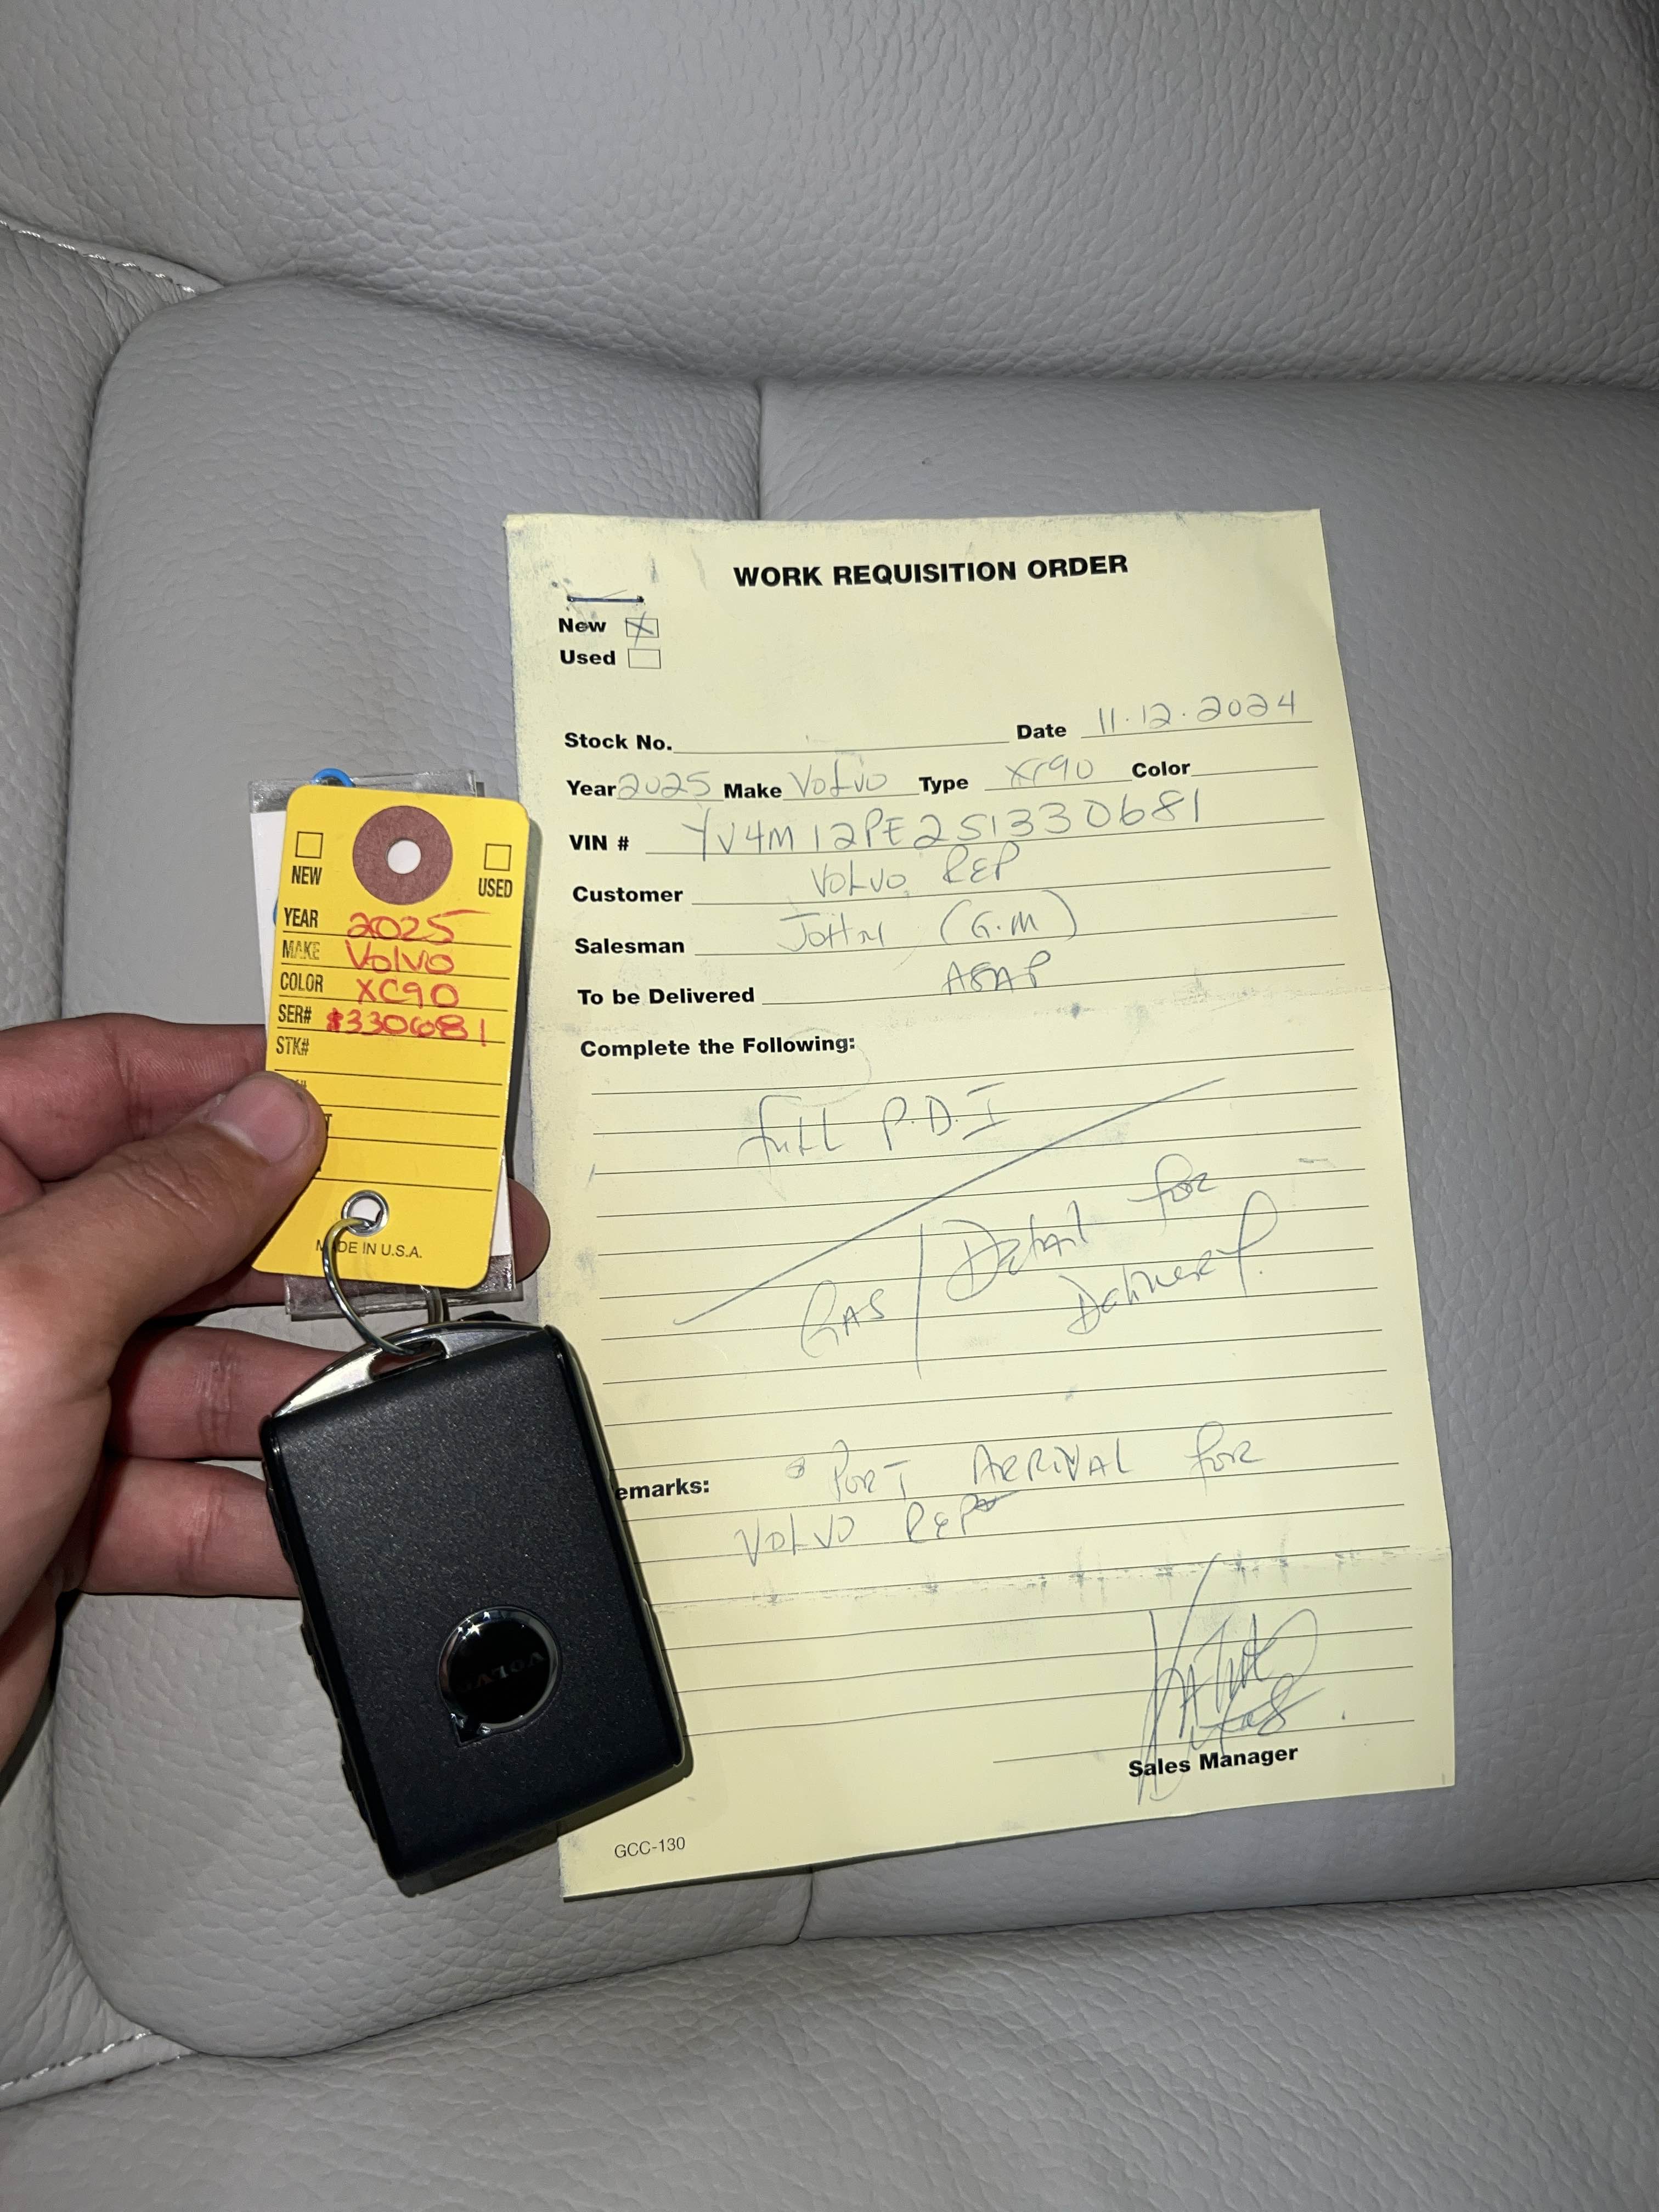 WORK REQUISITION ORDER
New X
Used
Stock No. Date 11.12.2024
Year 2025 Make Volvo Type XC90 Color
VIN # YV4M12PE2S1330681
Customer Volvo REP
Salesman JOHN (G.M)
To be Delivered ASAP
Complete the Following:
full P.D.I
GAS / Detail for
Delivery.
emarks: PORT ARRIVAL for
VOLVO REP
Sales Manager
GCC-130
NEW USED
YEAR 2025
MAKE Volvo
COLOR XC90
SER# 330681
STK#
MADE IN U.S.A.
VOLVO